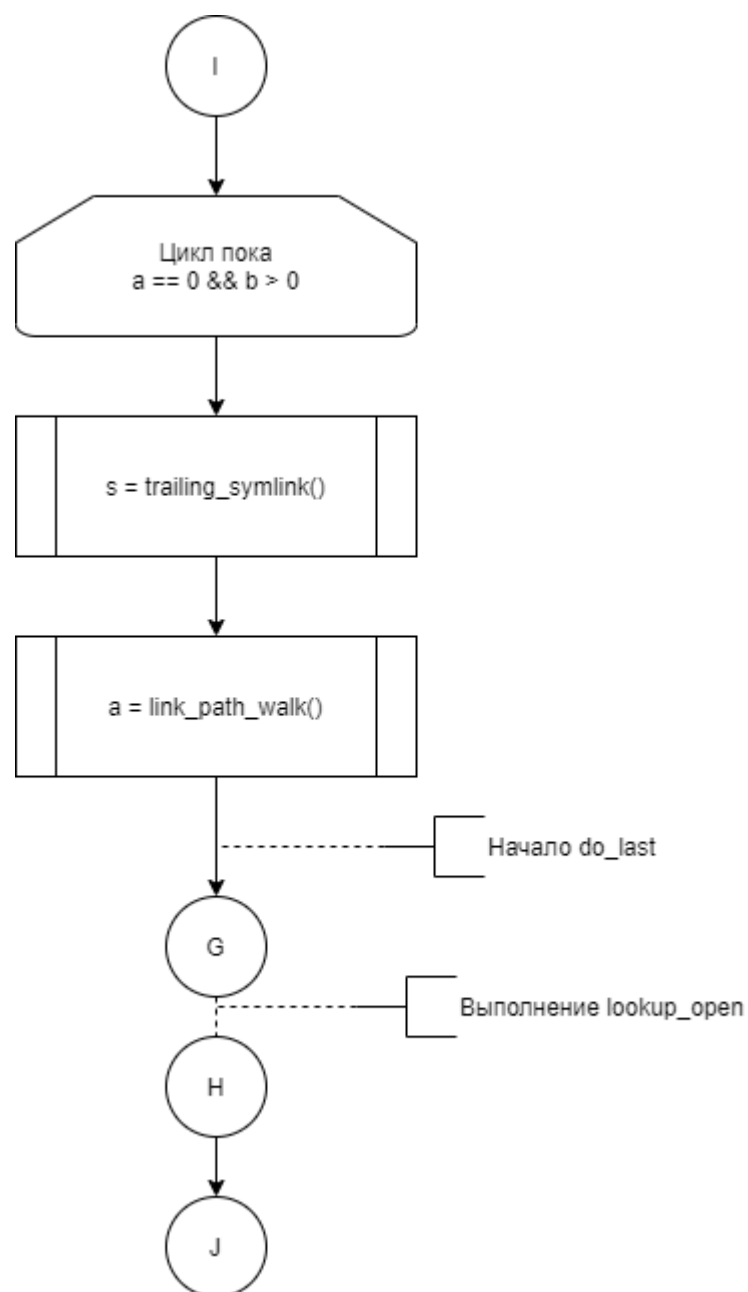 I
Цикл пока
a == 0 && b > 0
s = trailing_symlink()
a = link_path_walk()
Начало do_last
G
Выполнение lookup_open
H
J